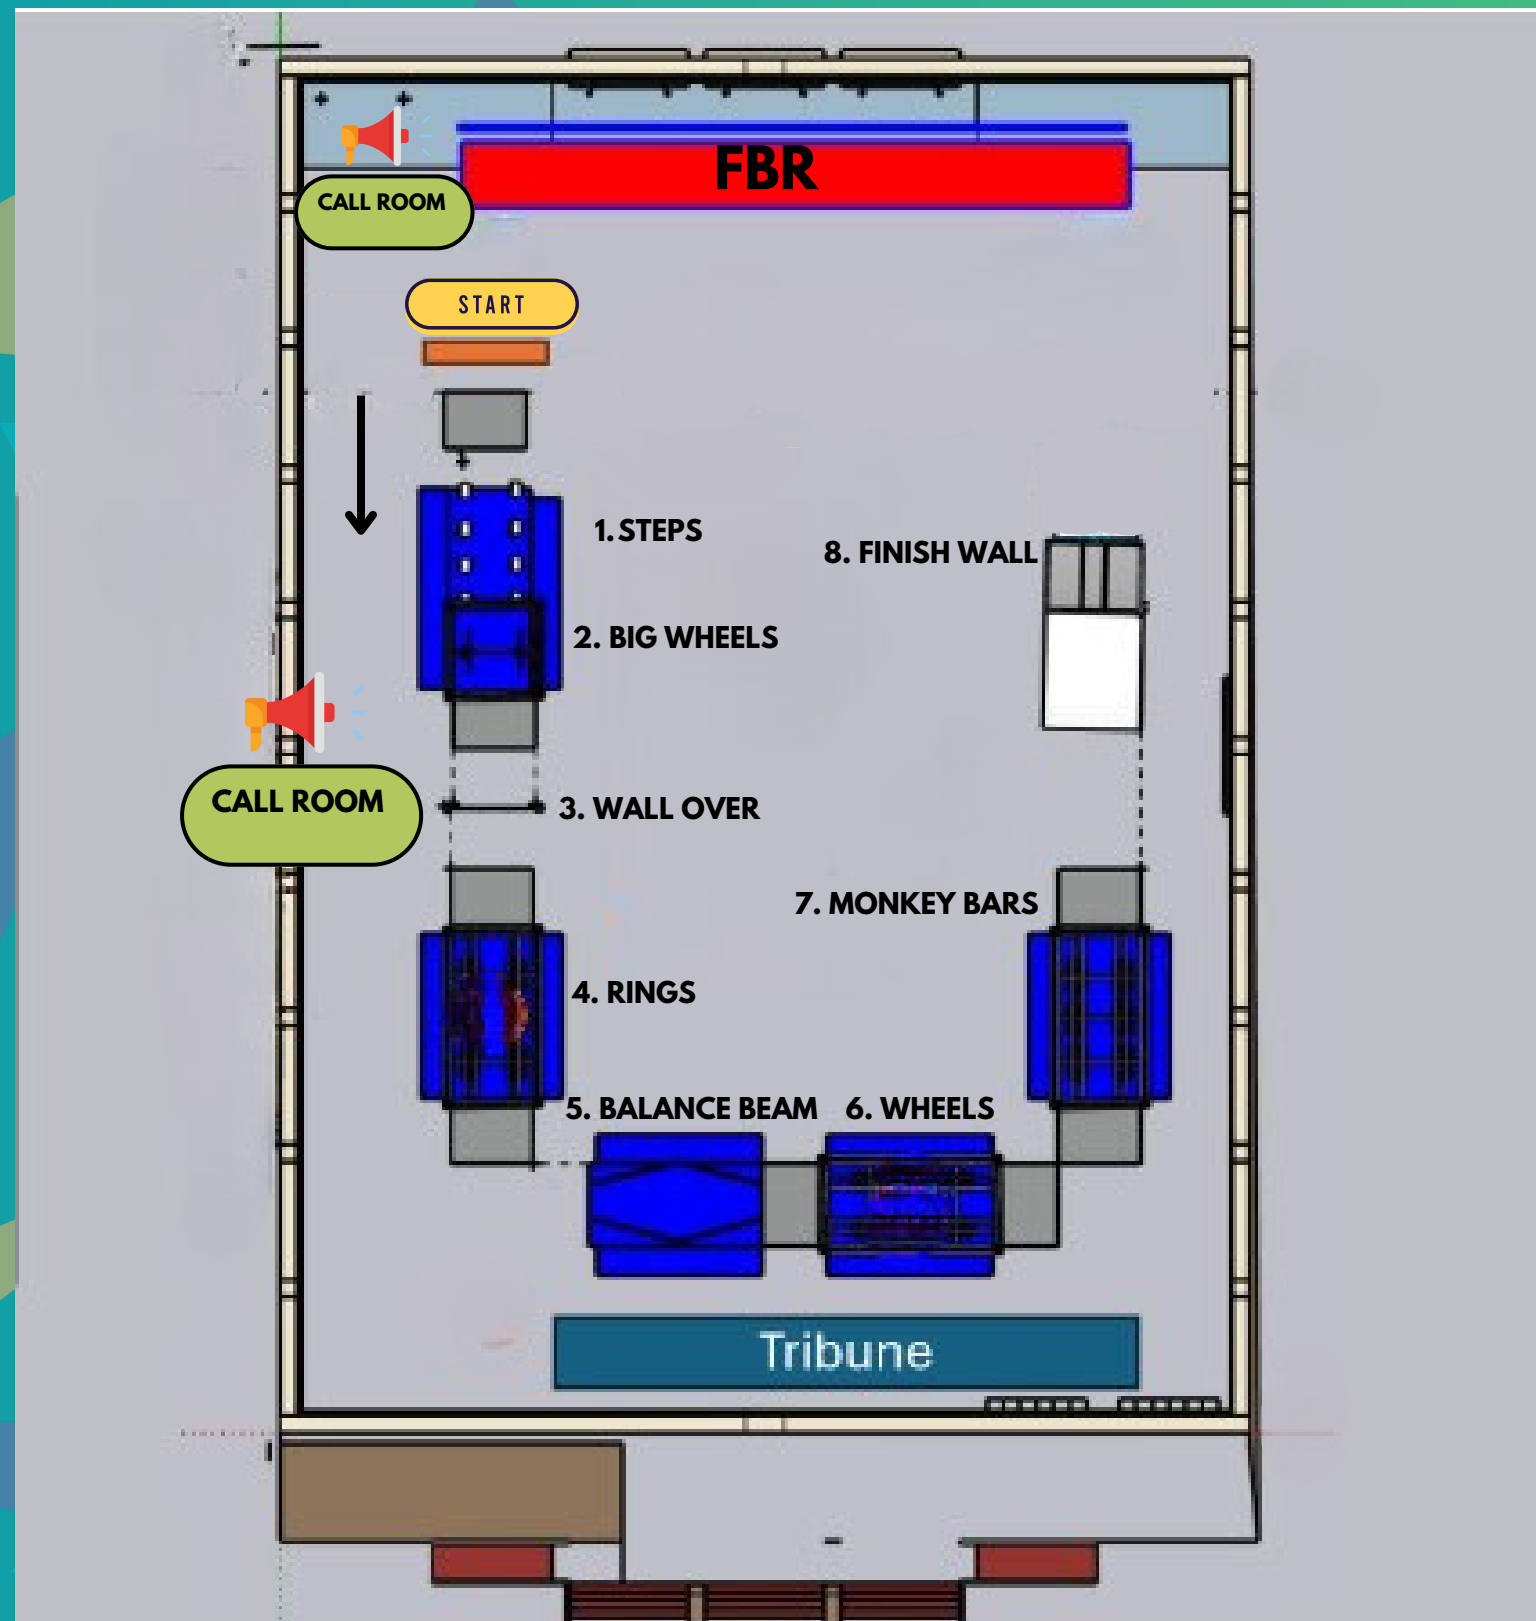 FBR
CALL ROOM
START
1. STEPS
8. FINISH WALL
2. BIG WHEELS
CALL ROOM
3. WALL OVER
7. MONKEY BARS
4. RINGS
5. BALANCE BEAM
6. WHEELS
Tribune